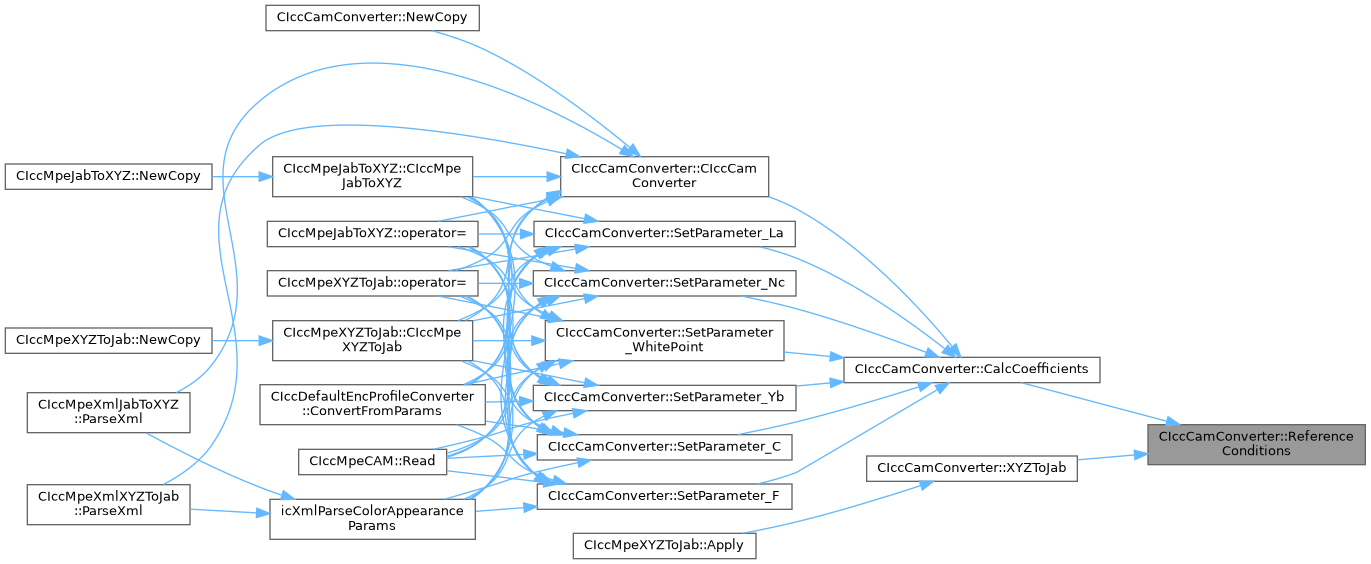 CIccCamConverter::NewCopy
CIccMpeJabToXYZ::NewCopy
CIccMpeXYZToJab::NewCopy
CIccMpeXmlJabToXYZ
::ParseXml
CIccMpeXmlXYZToJab
::ParseXml
CIccMpeJabToXYZ::CIccMpe
JabToXYZ
CIccMpeJabToXYZ::operator=
CIccMpeXYZToJab::operator=
CIccMpeXYZToJab::CIccMpe
XYZToJab
CIccDefaultEncProfileConverter
::ConvertFromParams
CIccMpeCAM::Read
icXmlParseColorAppearance
Params
CIccCamConverter::CIccCam
Converter
CIccCamConverter::SetParameter_La
CIccCamConverter::SetParameter_Nc
CIccCamConverter::SetParameter
_WhitePoint
CIccCamConverter::SetParameter_Yb
CIccCamConverter::SetParameter_C
CIccCamConverter::SetParameter_F
CIccMpeXYZToJab::Apply
CIccCamConverter::CalcCoefficients
CIccCamConverter::XYZToJab
CIccCamConverter::Reference
Conditions